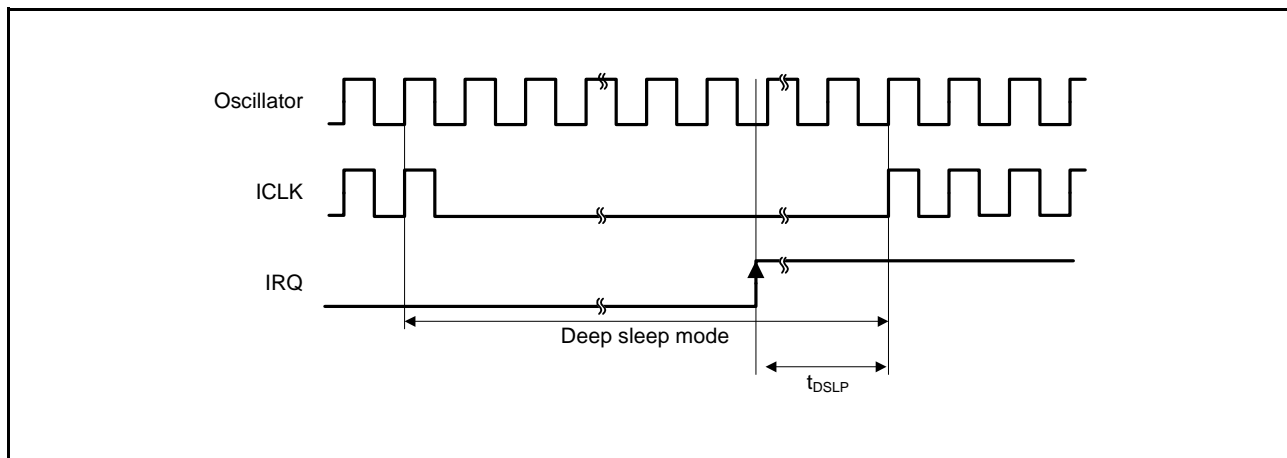 Oscillator
ICLK
IRQ
Deep sleep mode
tDSLP